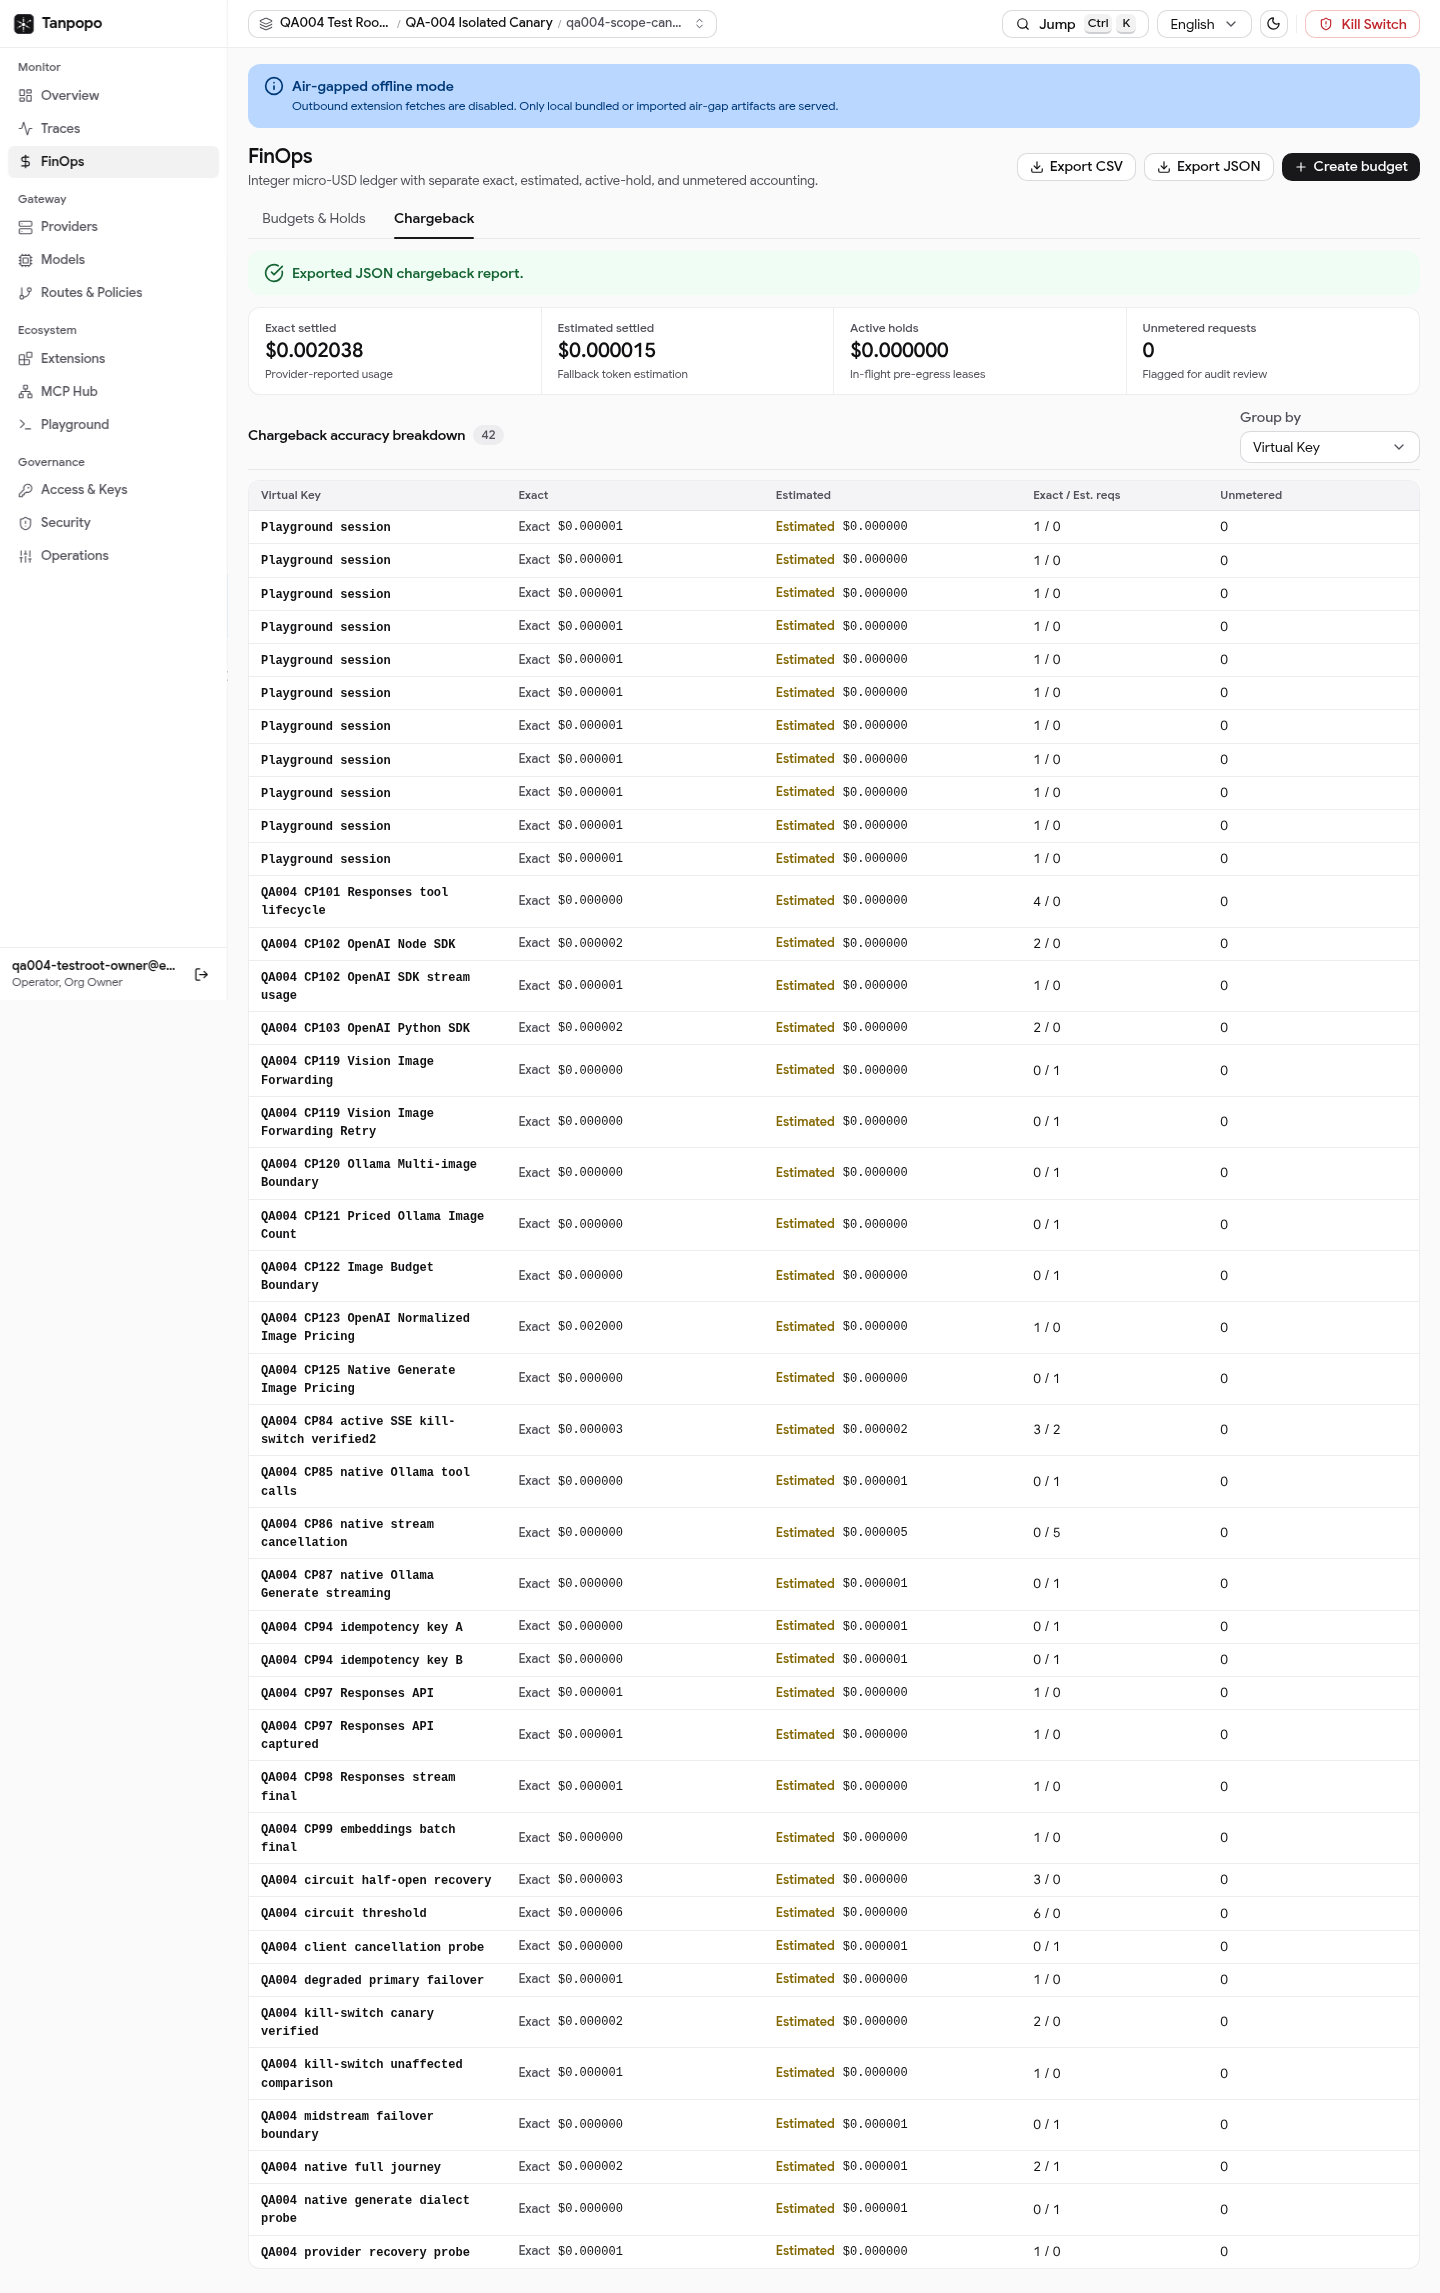 Tanpopo
QA004 Test Roo... / QA-004 Isolated Canary / qa004-scope-can...
Jump Ctrl K
English
Kill Switch
Monitor
Overview
Traces
FinOps
Gateway
Providers
Models
Routes & Policies
Ecosystem
Extensions
MCP Hub
Playground
Governance
Access & Keys
Security
Operations
qa004-testroot-owner@e...
Operator, Org Owner
Air-gapped offline mode
Outbound extension fetches are disabled. Only local bundled or imported air-gap artifacts are served.
FinOps
Integer micro-USD ledger with separate exact, estimated, active-hold, and unmetered accounting.
Export CSV
Export JSON
Create budget
Budgets & Holds Chargeback
Exported JSON chargeback report.
Exact settled
$0.002038
Provider-reported usage
Estimated settled
$0.000015
Fallback token estimation
Active holds
$0.000000
In-flight pre-egress leases
Unmetered requests
0
Flagged for audit review
Chargeback accuracy breakdown 42
Group by
Virtual Key
Virtual Key Exact Estimated Exact / Est. reqs Unmetered
Playground session Exact $0.000001 Estimated $0.000000 1 / 0 0
Playground session Exact $0.000001 Estimated $0.000000 1 / 0 0
Playground session Exact $0.000001 Estimated $0.000000 1 / 0 0
Playground session Exact $0.000001 Estimated $0.000000 1 / 0 0
Playground session Exact $0.000001 Estimated $0.000000 1 / 0 0
Playground session Exact $0.000001 Estimated $0.000000 1 / 0 0
Playground session Exact $0.000001 Estimated $0.000000 1 / 0 0
Playground session Exact $0.000001 Estimated $0.000000 1 / 0 0
Playground session Exact $0.000001 Estimated $0.000000 1 / 0 0
Playground session Exact $0.000001 Estimated $0.000000 1 / 0 0
Playground session Exact $0.000001 Estimated $0.000000 1 / 0 0
QA004 CP101 Responses tool
lifecycle Exact $0.000000 Estimated $0.000000 4 / 0 0
QA004 CP102 OpenAI Node SDK Exact $0.000002 Estimated $0.000000 2 / 0 0
QA004 CP102 OpenAI SDK stream
usage Exact $0.000001 Estimated $0.000000 1 / 0 0
QA004 CP103 OpenAI Python SDK Exact $0.000002 Estimated $0.000000 2 / 0 0
QA004 CP119 Vision Image
Forwarding Exact $0.000000 Estimated $0.000000 0 / 1 0
QA004 CP119 Vision Image
Forwarding Retry Exact $0.000000 Estimated $0.000000 0 / 1 0
QA004 CP120 Ollama Multi-image
Boundary Exact $0.000000 Estimated $0.000000 0 / 1 0
QA004 CP121 Priced Ollama Image
Count Exact $0.000000 Estimated $0.000000 0 / 1 0
QA004 CP122 Image Budget
Boundary Exact $0.000000 Estimated $0.000000 0 / 1 0
QA004 CP123 OpenAI Normalized
Image Pricing Exact $0.002000 Estimated $0.000000 1 / 0 0
QA004 CP125 Native Generate
Image Pricing Exact $0.000000 Estimated $0.000000 0 / 1 0
QA004 CP84 active SSE kill-
switch verified2 Exact $0.000003 Estimated $0.000002 3 / 2 0
QA004 CP85 native Ollama tool
calls Exact $0.000000 Estimated $0.000001 0 / 1 0
QA004 CP86 native stream
cancellation Exact $0.000000 Estimated $0.000005 0 / 5 0
QA004 CP87 native Ollama
Generate streaming Exact $0.000000 Estimated $0.000001 0 / 1 0
QA004 CP94 idempotency key A Exact $0.000000 Estimated $0.000001 0 / 1 0
QA004 CP94 idempotency key B Exact $0.000000 Estimated $0.000001 0 / 1 0
QA004 CP97 Responses API Exact $0.000001 Estimated $0.000000 1 / 0 0
QA004 CP97 Responses API
captured Exact $0.000001 Estimated $0.000000 1 / 0 0
QA004 CP98 Responses stream
final Exact $0.000001 Estimated $0.000000 1 / 0 0
QA004 CP99 embeddings batch
final Exact $0.000000 Estimated $0.000000 1 / 0 0
QA004 circuit half-open recovery Exact $0.000003 Estimated $0.000000 3 / 0 0
QA004 circuit threshold Exact $0.000006 Estimated $0.000000 6 / 0 0
QA004 client cancellation probe Exact $0.000000 Estimated $0.000001 0 / 1 0
QA004 degraded primary failover Exact $0.000001 Estimated $0.000000 1 / 0 0
QA004 kill-switch canary
verified Exact $0.000002 Estimated $0.000000 2 / 0 0
QA004 kill-switch unaffected
comparison Exact $0.000001 Estimated $0.000000 1 / 0 0
QA004 midstream failover
boundary Exact $0.000000 Estimated $0.000001 0 / 1 0
QA004 native full journey Exact $0.000002 Estimated $0.000001 2 / 1 0
QA004 native generate dialect
probe Exact $0.000000 Estimated $0.000001 0 / 1 0
QA004 provider recovery probe Exact $0.000001 Estimated $0.000000 1 / 0 0